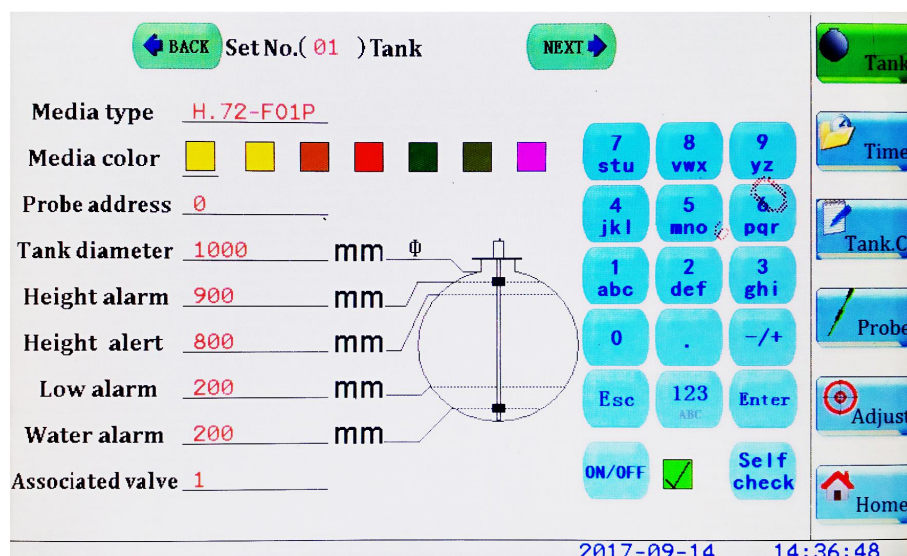 BACK Set No.( 01 ) Tank NEXT
Media type H.72-F01P
Media color
Probe address 0
Tank diameter 1000 mm Φ
Height alarm 900 mm
Height alert 800 mm
Low alarm 200 mm
Water alarm 200 mm
Associated valve 1
7 8 9
stu vwx yz
4 5 6
jkl mno pqr
1 2 3
abc def ghi
0 . -/+
Esc 123 Enter
ABC
ON/OFF Self
check
Tank
Time
Tank.C
Probe
Adjust
Home
2017-09-14 14:36:48